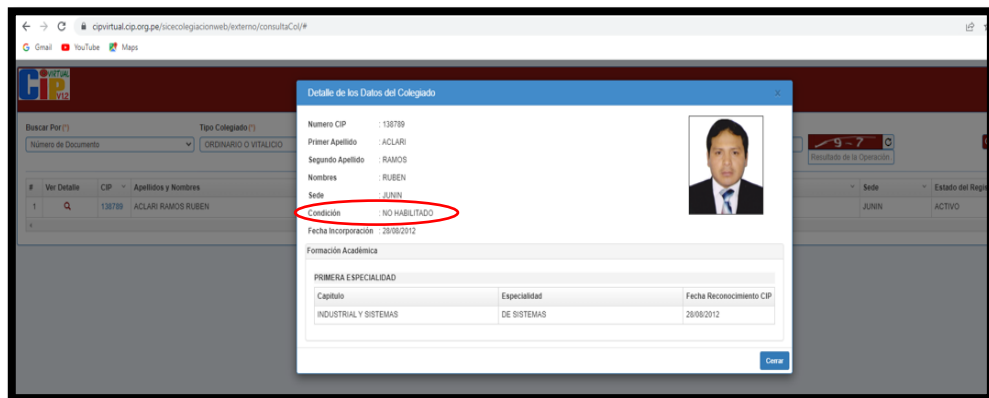 cipvirtual.cip.org.pe/sicecolegiacionweb/externo/consultaCol/#
Gmail YouTube Maps
VIRTUAL
CIP
V12
Detalle de los Datos del Colegiado X
Buscar Por (*) Tipo Colegiado (*)
Número de Documento ORDINARIO O VITALICIO
9 - 7
Resultado de la Operación.
Numero CIP : 138789
Primer Apellido : ACLARI
Segundo Apellido : RAMOS
Nombres : RUBEN
Sede : JUNIN
Condición : NO HABILITADO
Fecha Incorporación : 28/08/2012
# Ver Detalle CIP Apellidos y Nombres Sede Estado del Regis
1 138789 ACLARI RAMOS RUBEN JUNIN ACTIVO
Formación Académica
PRIMERA ESPECIALIDAD
Capitulo Especialidad Fecha Reconocimiento CIP
INDUSTRIAL Y SISTEMAS DE SISTEMAS 28/08/2012
Cerrar